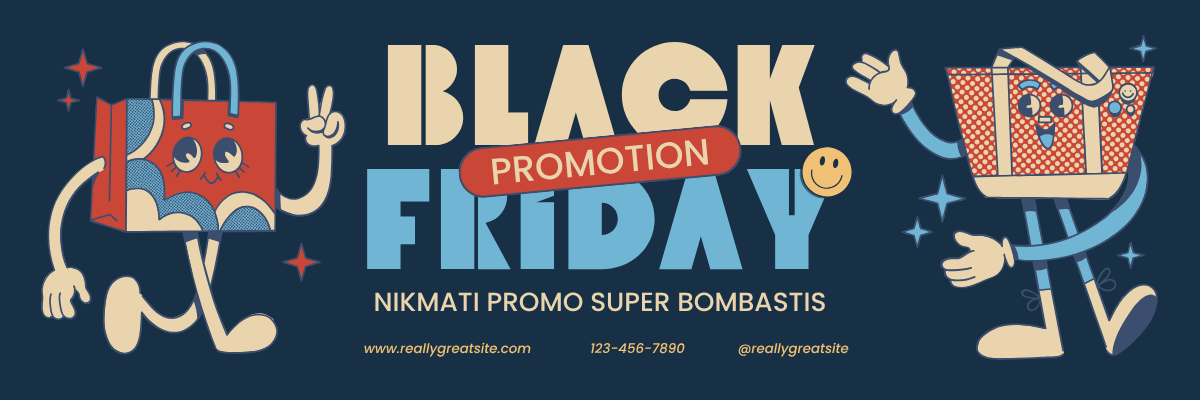 BLACK
PROMOTION
FRIDAY
NIKMATI PROMO SUPER BOMBASTIS
www.reallygreatsite.com 123-456-7890 @reallygreatsite